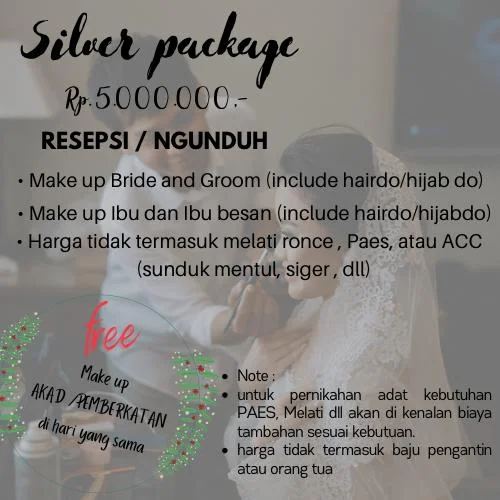 Silver package
Rp.5.000.000,-
RESEPSI / NGUNDUH
• Make up Bride and Groom (include hairdo/hijab do)
• Make up Ibu dan Ibu besan (include hairdo/hijabdo)
• Harga tidak termasuk melati ronce , Paes, atau ACC
(sunduk mentul, siger , dll)
free
Make up
AKAD /PEMBERKATAN
di hari yang sama
• Note :
• untuk pernikahan adat kebutuhan
PAES, Melati dll akan di kenalan biaya
tambahan sesuai kebutuan.
• harga tidak termasuk baju pengantin
atau orang tua